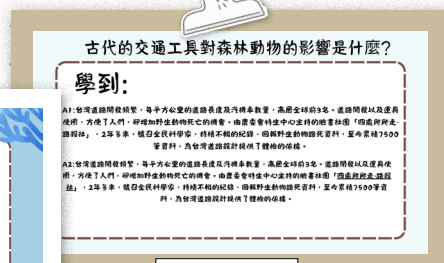 古代的交通工具對森林動物的影響是什麼?
學到:
A1:台灣道路開發頻繁,每平方公里的道路長度及汽機車數量,高居全球前3名。道路開發以及運具
使用,方便了人們,卻增加野生動物死亡的機會。由農委會特生中心主持的臉書社團「四處爬爬走-
路殺社」,2年多來,號召全民科學家,持續不輟的紀錄、回報野生動物路死資料,至今累積7500
筆資料,為台灣道路設計提供了體檢的依據。
A2:台灣道路開發頻繁,每平方公里的道路長度及汽機車數量,高居全球前3名。道路開發以及運具使
用,方便了人們,卻增加野生動物死亡的機會。由農委會特生中心主持的臉書社團「四處爬爬走-路殺
社」,2年多來,號召全民科學家,持續不輟的紀錄、回報野生動物路死資料,至今累積7500筆資
料,為台灣道路設計提供了體檢的依據。